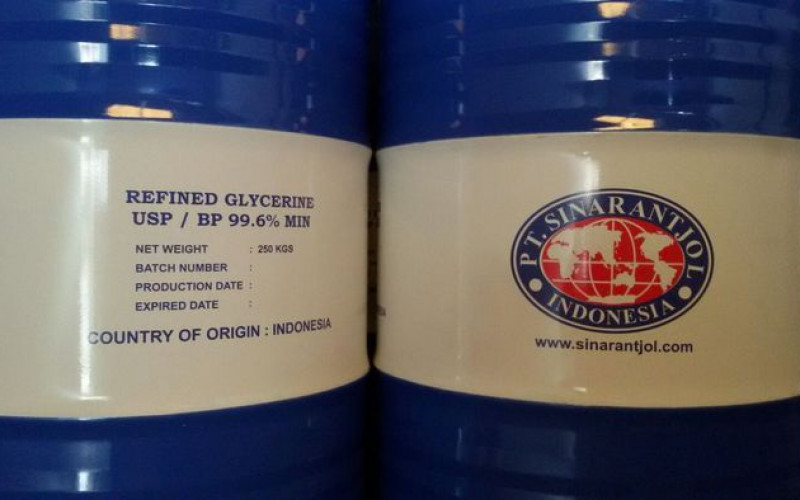 REFINED GLYCERINE
USP / BP 99.6% MIN
NET WEIGHT : 250 KGS
BATCH NUMBER :
PRODUCTION DATE :
EXPIRED DATE :
COUNTRY OF ORIGIN : INDONESIA
PT. SINARANTJOL
INDONESIA
www.sinarantjol.com